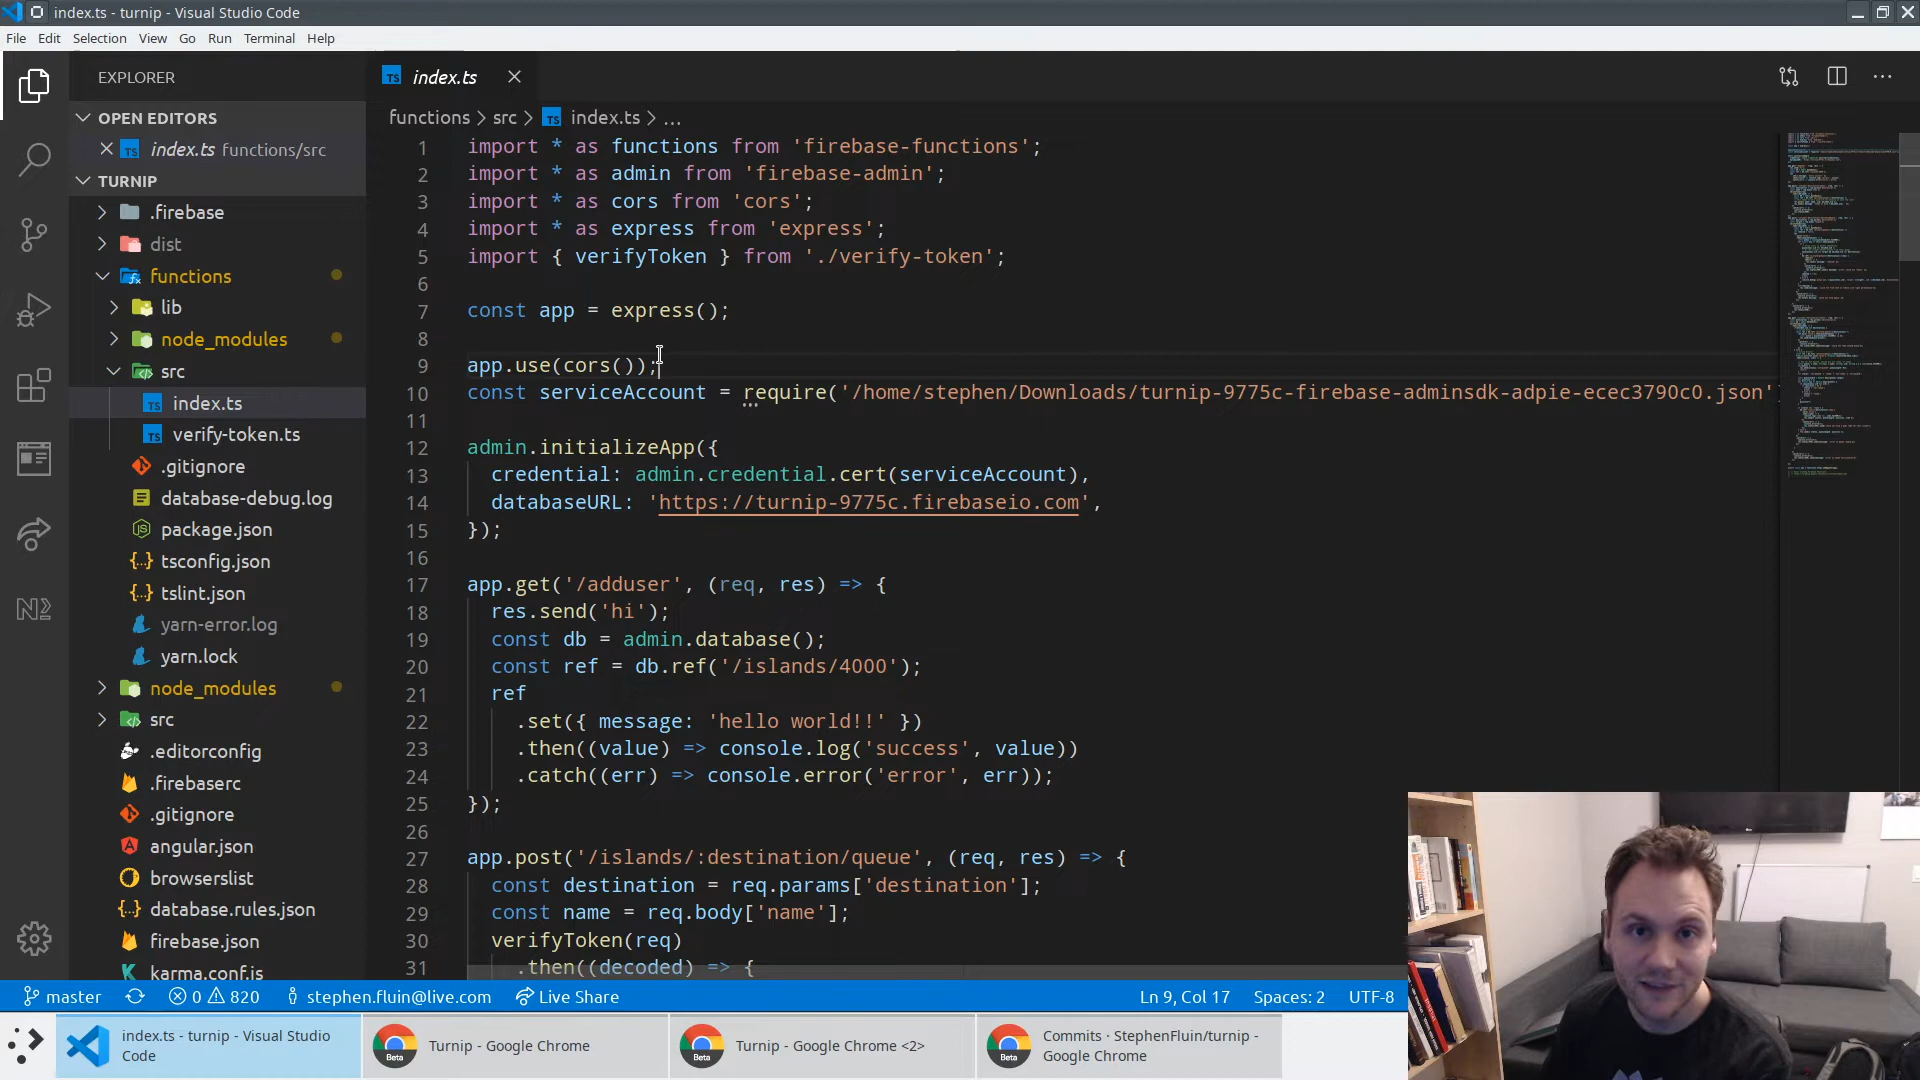 index.ts - turnip - Visual Studio Code
File Edit Selection View Go Run Terminal Help
EXPLORER
OPEN EDITORS
index.ts functions/src
TURNIP
.firebase
dist
functions
lib
node_modules
src
index.ts
verify-token.ts
.gitignore
database-debug.log
package.json
tsconfig.json
tslint.json
yarn-error.log
yarn.lock
node_modules
src
.editorconfig
.firebaserc
.gitignore
angular.json
browserslist
database.rules.json
firebase.json
karma.conf.js
index.ts
functions > src > index.ts > ...
1 import * as functions from 'firebase-functions';
2 import * as admin from 'firebase-admin';
3 import * as cors from 'cors';
4 import * as express from 'express';
5 import { verifyToken } from './verify-token';
6
7 const app = express();
8
9 app.use(cors());
10 const serviceAccount = require('/home/stephen/Downloads/turnip-9775c-firebase-adminsdk-adpie-ecec3790c0.json'
11
12 admin.initializeApp({
13 credential: admin.credential.cert(serviceAccount),
14 databaseURL: 'https://turnip-9775c.firebaseio.com',
15 });
16
17 app.get('/adduser', (req, res) => {
18 res.send('hi');
19 const db = admin.database();
20 const ref = db.ref('/islands/4000');
21 ref
22 .set({ message: 'hello world!!' })
23 .then((value) => console.log('success', value))
24 .catch((err) => console.error('error', err));
25 });
26
27 app.post('/islands/:destination/queue', (req, res) => {
28 const destination = req.params['destination'];
29 const name = req.body['name'];
30 verifyToken(req)
31 .then((decoded) => {
master 0 820 stephen.fluin@live.com Live Share Ln 9, Col 17 Spaces: 2 UTF-8
index.ts - turnip - Visual Studio Code
Beta Turnip - Google Chrome
Beta Turnip - Google Chrome <2>
Beta Commits · StephenFluin/turnip - Google Chrome